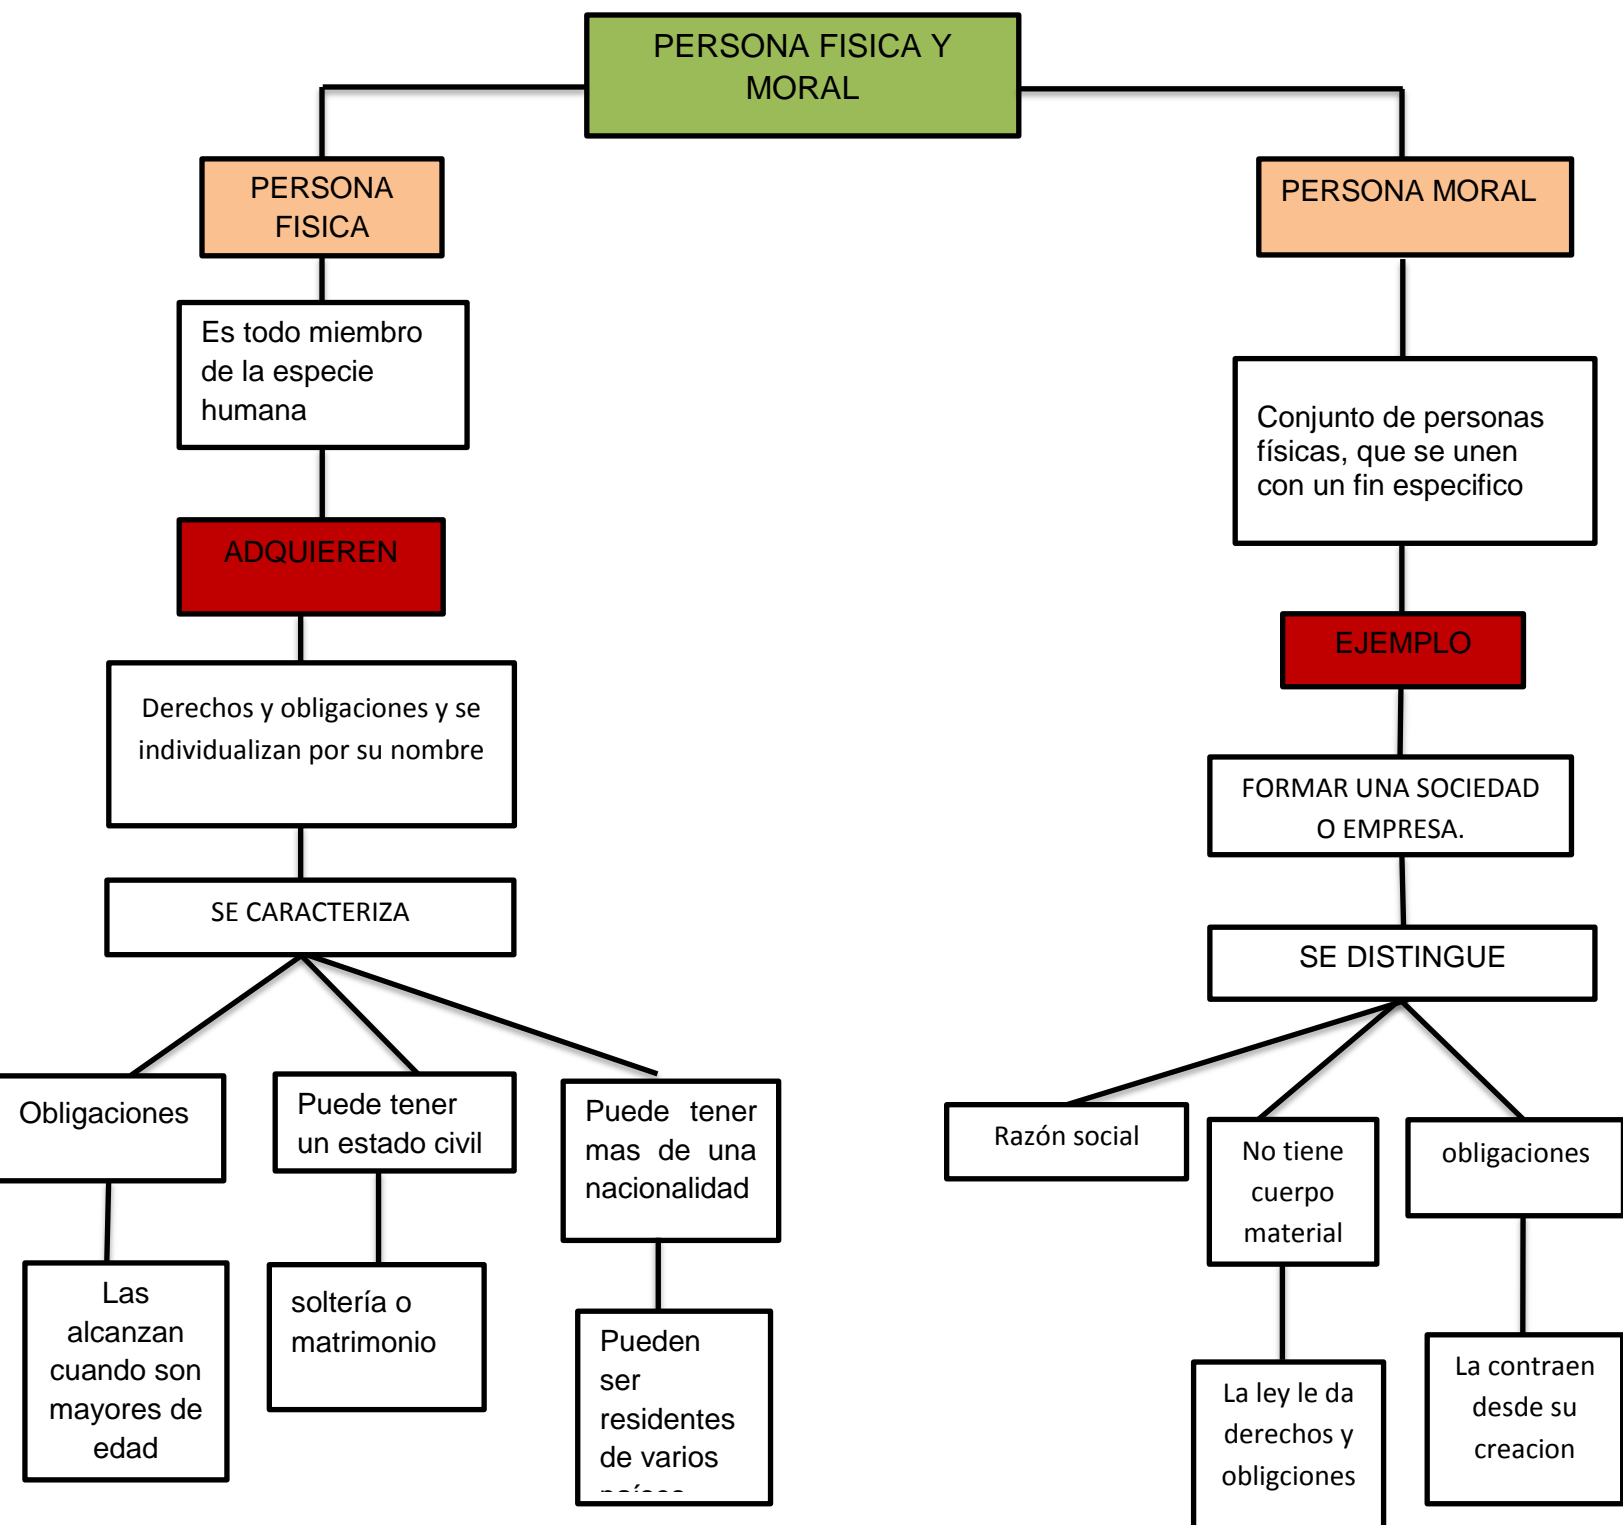 PERSONA FISICA Y
MORAL
PERSONA
FISICA
Es todo miembro
de la especie
humana
ADQUIEREN
Derechos y obligaciones y se
individualizan por su nombre
SE CARACTERIZA
Obligaciones
Las
alcanzan
cuando son
mayores de
edad
Puede tener
un estado civil
soltería o
matrimonio
Puede tener
mas de una
nacionalidad
Pueden
ser
residentes
de varios
PERSONA MORAL
Conjunto de personas
físicas, que se unen
con un fin especifico
EJEMPLO
FORMAR UNA SOCIEDAD
O EMPRESA.
SE DISTINGUE
Razón social
No tiene
cuerpo
material
La ley le da
derechos y
obligciones
obligaciones
La contraen
desde su
creacion